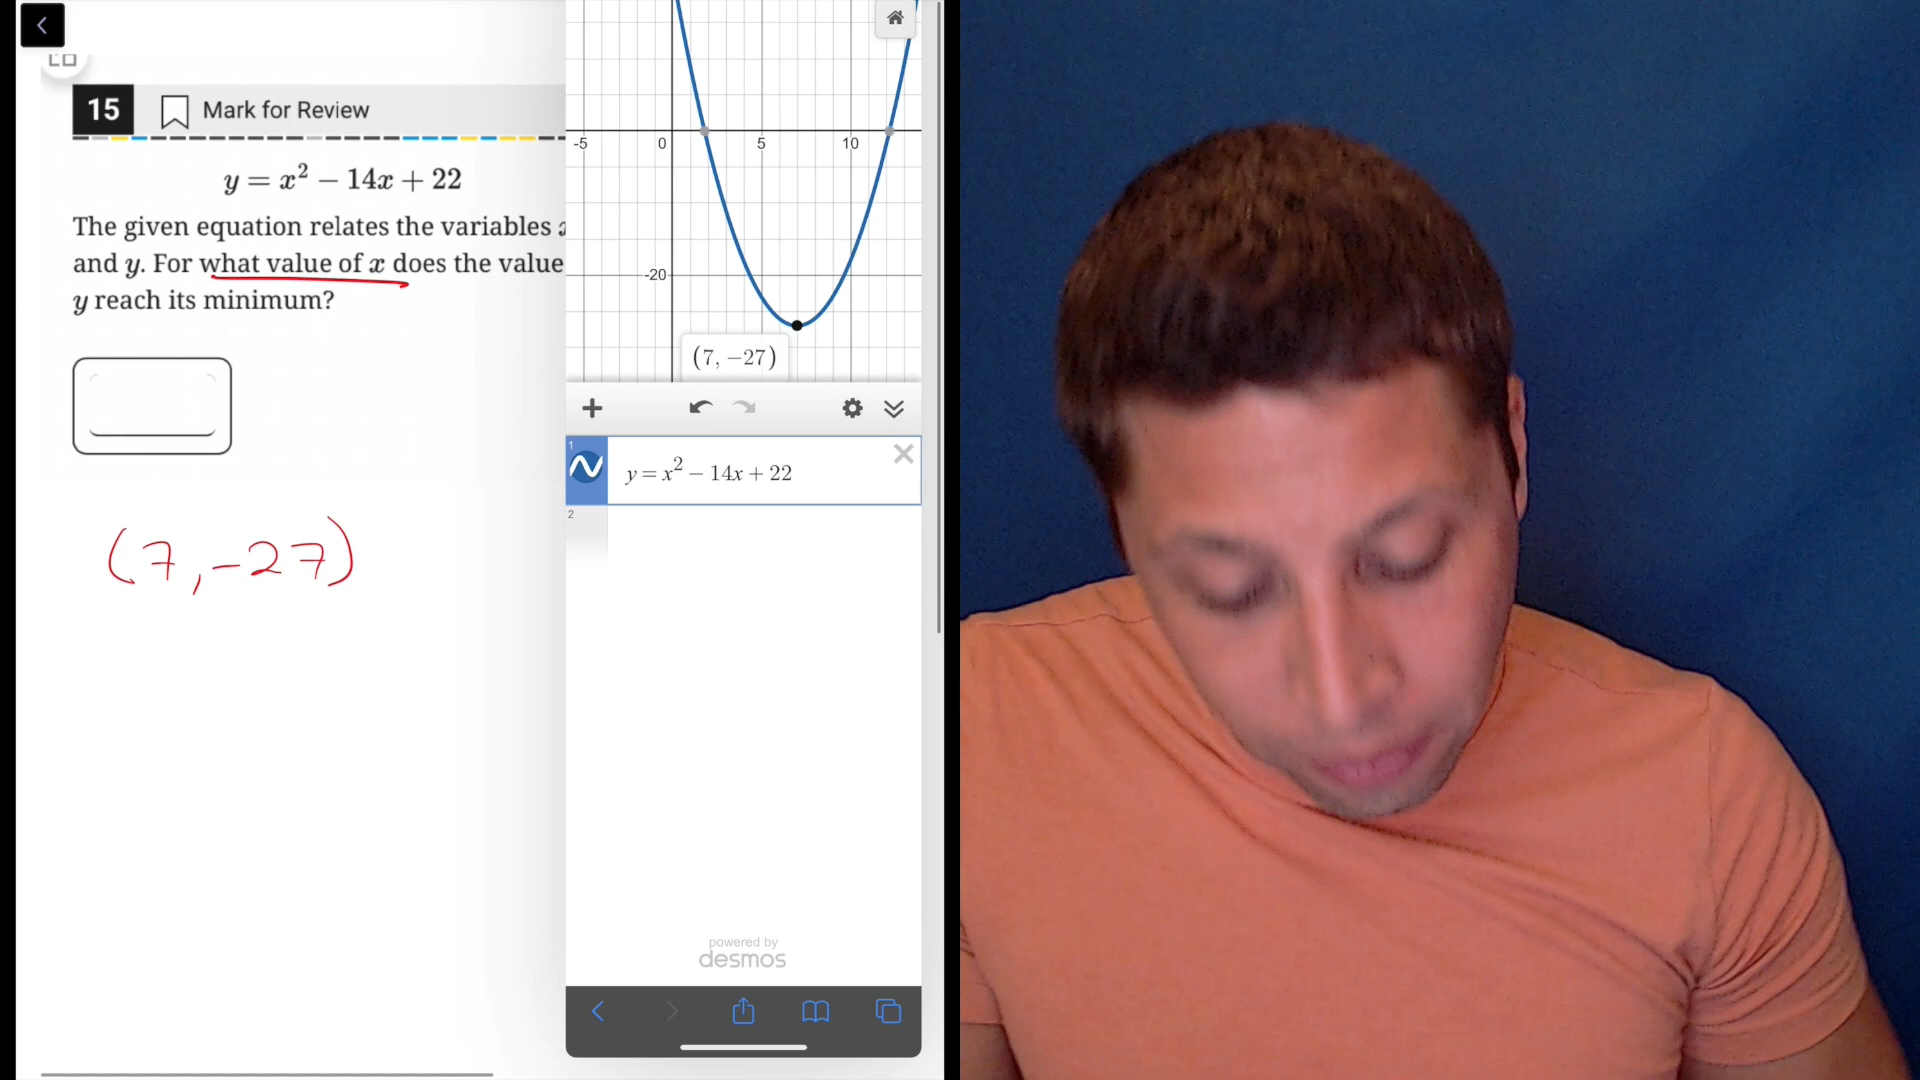 15 Mark for Review
y = x² − 14x + 22
The given equation relates the variables
and y. For what value of x does the value
y reach its minimum?
(7, -27)
-5 0 5 10
-20
(7, −27)
1
y = x² − 14x + 22
2
powered by
desmos